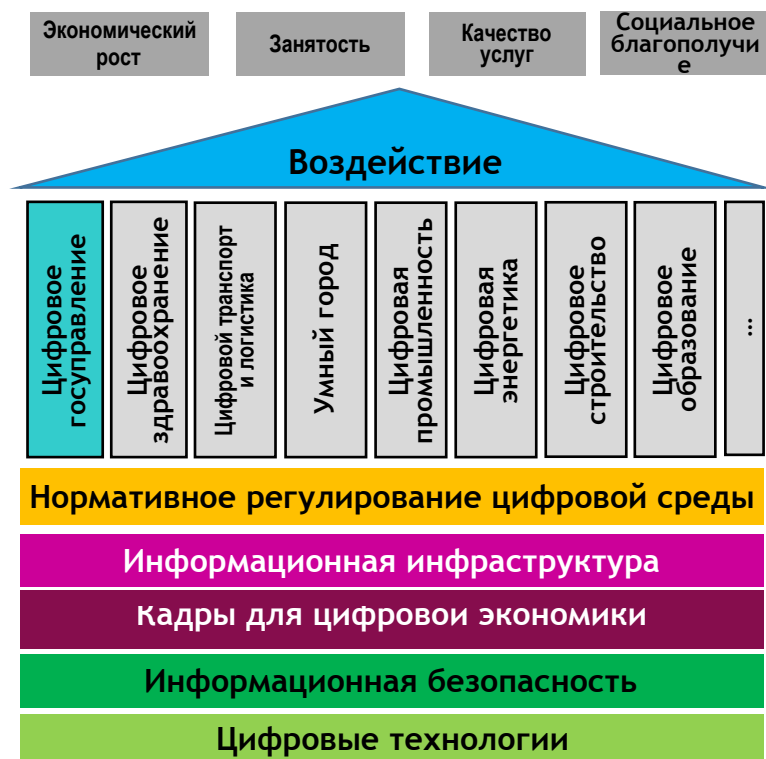 Экономический
рост
Занятость
Качество
услуг
Социальное
благополучи
е
Воздействие
Цифровое
госуправление
Цифровое
здравоохранение
Цифровой транспорт
и логистика
Умный город
Цифровая
промышленность
Цифровая
энергетика
Цифровое
строительство
Цифровое
образование
...
Нормативное регулирование цифровой среды
Информационная инфраструктура
Кадры для цифровой экономики
Информационная безопасность
Цифровые технологии